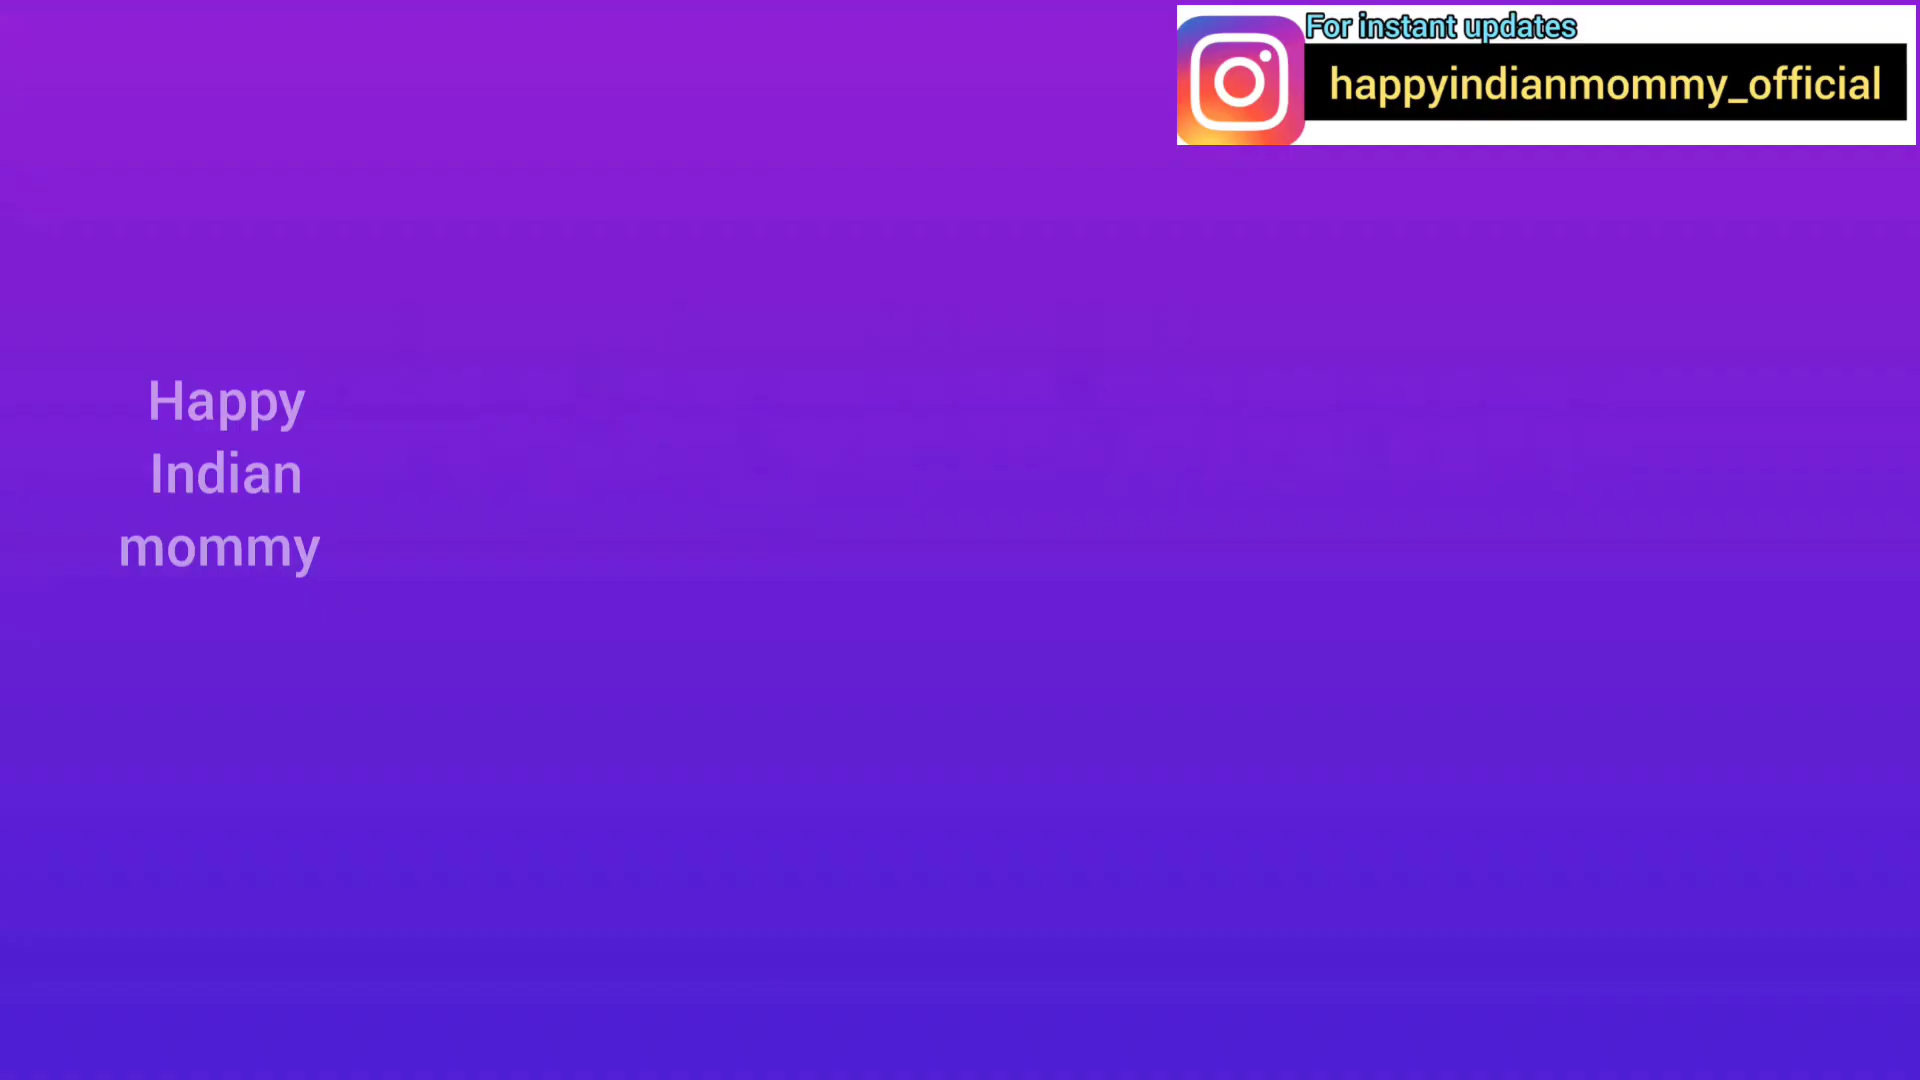 For instant updates
happyindianmommy_official
Happy
Indian
mommy